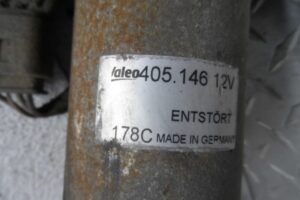 Valeo 405.146 12V
ENTSTÖRT
178C MADE IN GERMANY